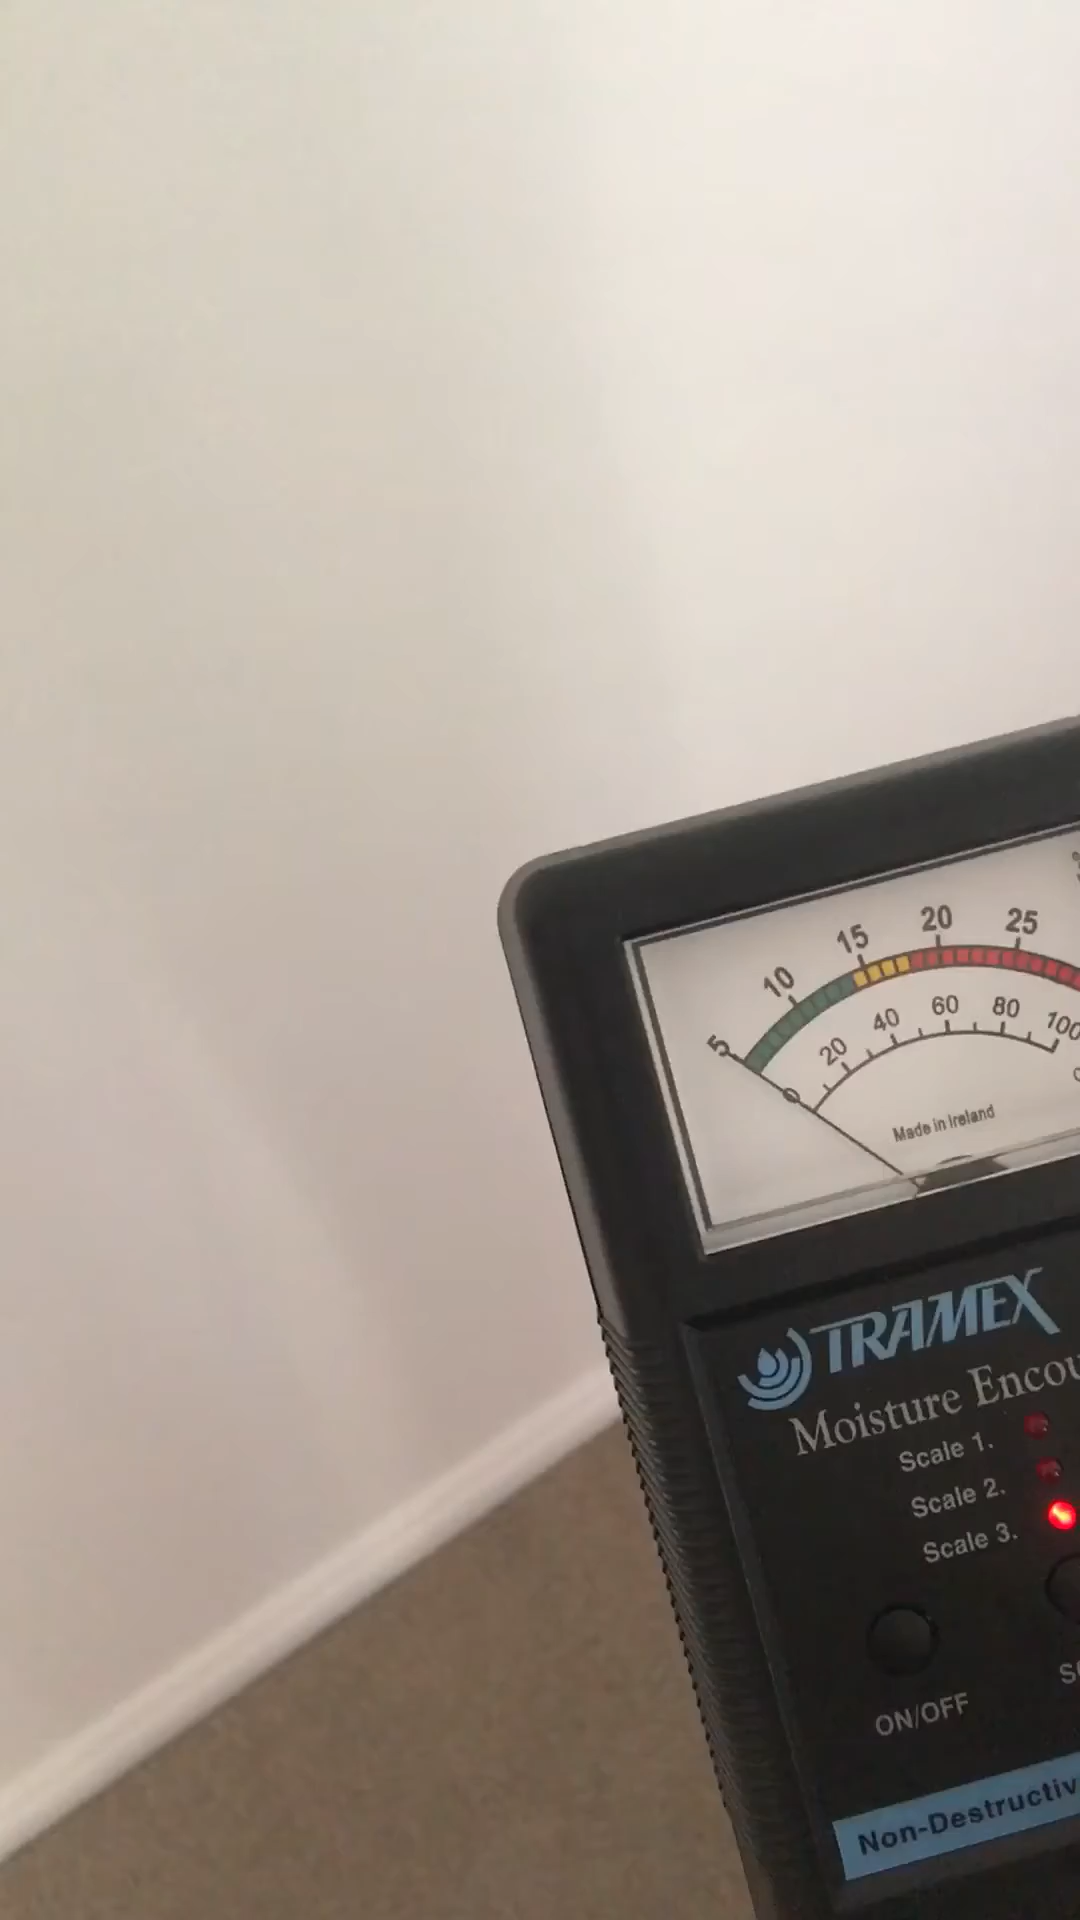 5 10 15 20 25
0 20 40 60 80 100
Made in Ireland
TRAMEX
Moisture Encou
Scale 1.
Scale 2.
Scale 3.
ON/OFF
Non-Destructiv